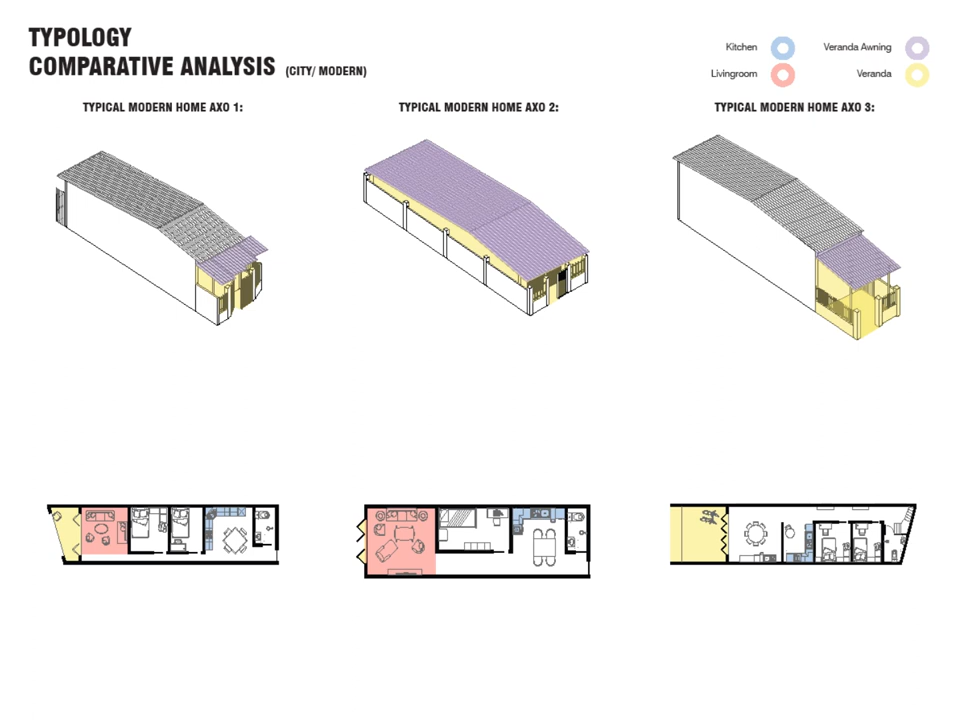 TYPOLOGY
COMPARATIVE ANALYSIS (CITY/ MODERN)
Kitchen
Veranda Awning
Livingroom
Veranda
TYPICAL MODERN HOME AXO 1:
TYPICAL MODERN HOME AXO 2:
TYPICAL MODERN HOME AXO 3: